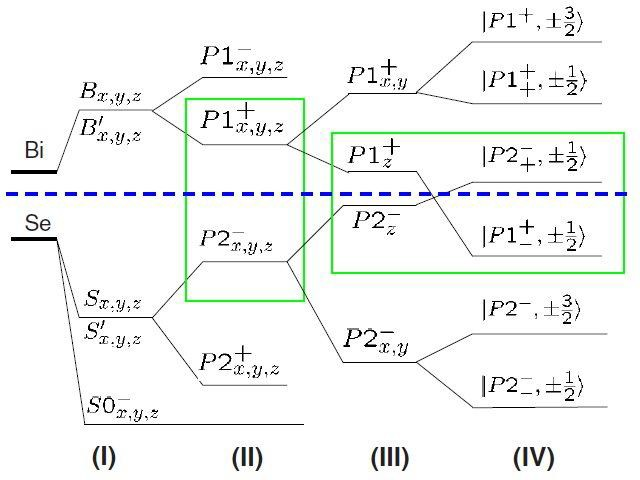 |P1⁺, ±3/2⟩
P1⁻x,y,z
P1⁺x,y
|P1⁺₊, ±1/2⟩
Bx,y,z
P1⁺x,y,z
B′x,y,z
Bi
P1⁺z
|P2⁻₊, ±1/2⟩
Se
P2⁻x,y,z
P2⁻z
|P1⁺₋, ±1/2⟩
Sx,y,z
S′x,y,z
|P2⁻, ±3/2⟩
P2⁻x,y
P2⁺x,y,z
|P2⁻₋, ±1/2⟩
S0⁻x,y,z
(I) (II) (III) (IV)